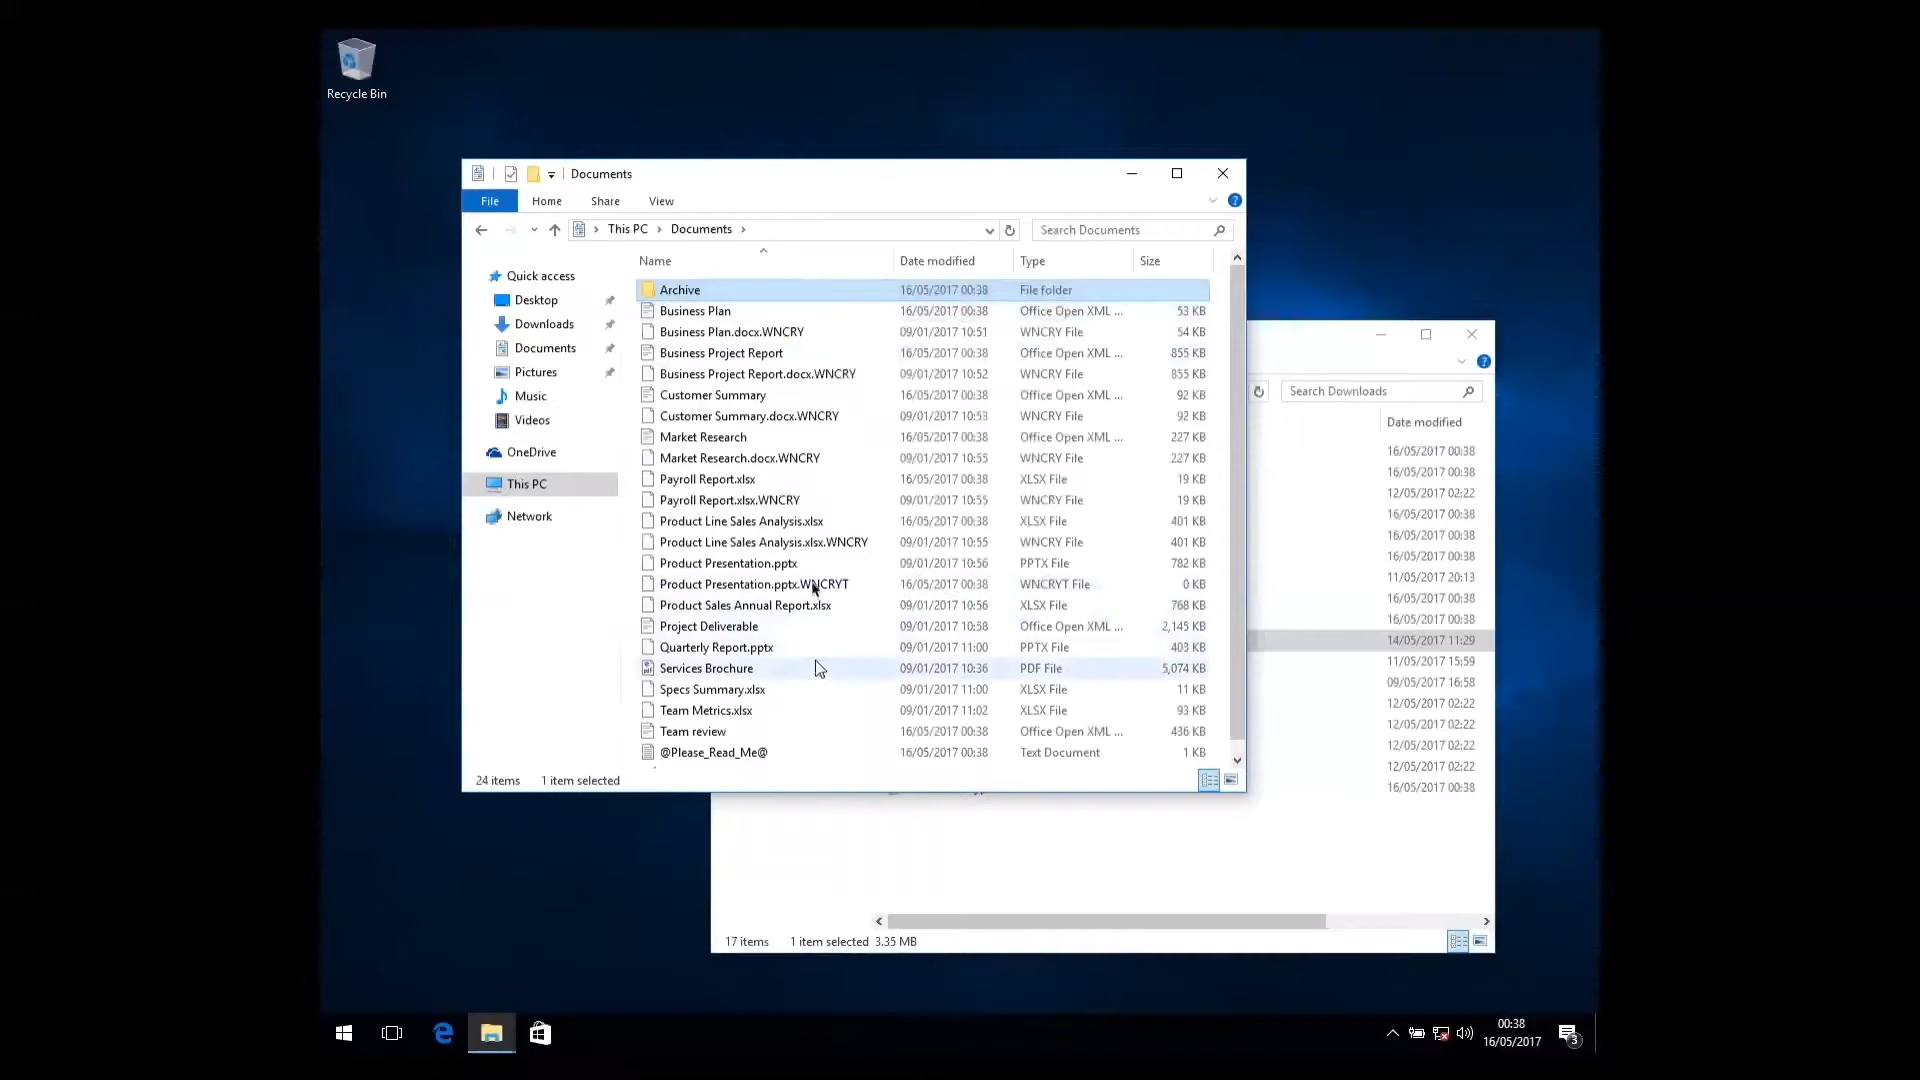 Recycle Bin
Documents
File Home Share View
This PC Documents
Search Documents
Name Date modified Type Size
Quick access
Desktop
Downloads
Documents
Pictures
Music
Videos
OneDrive
This PC
Network
Archive 16/05/2017 00:38 File folder
Business Plan 16/05/2017 00:38 Office Open XML ... 53 KB
Business Plan.docx.WNCRY 09/01/2017 10:51 WNCRY File 54 KB
Business Project Report 16/05/2017 00:38 Office Open XML ... 855 KB
Business Project Report.docx.WNCRY 09/01/2017 10:52 WNCRY File 855 KB
Customer Summary 16/05/2017 00:38 Office Open XML ... 92 KB
Customer Summary.docx.WNCRY 09/01/2017 10:53 WNCRY File 92 KB
Market Research 16/05/2017 00:38 Office Open XML ... 227 KB
Market Research.docx.WNCRY 09/01/2017 10:55 WNCRY File 227 KB
Payroll Report.xlsx 16/05/2017 00:38 XLSX File 19 KB
Payroll Report.xlsx.WNCRY 09/01/2017 10:55 WNCRY File 19 KB
Product Line Sales Analysis.xlsx 16/05/2017 00:38 XLSX File 401 KB
Product Line Sales Analysis.xlsx.WNCRY 09/01/2017 10:55 WNCRY File 401 KB
Product Presentation.pptx 09/01/2017 10:56 PPTX File 782 KB
Product Presentation.pptx.WNCRYT 16/05/2017 00:38 WNCRYT File 0 KB
Product Sales Annual Report.xlsx 09/01/2017 10:56 XLSX File 768 KB
Project Deliverable 09/01/2017 10:58 Office Open XML ... 2,145 KB
Quarterly Report.pptx 09/01/2017 11:00 PPTX File 403 KB
Services Brochure 09/01/2017 10:36 PDF File 5,074 KB
Specs Summary.xlsx 09/01/2017 11:00 XLSX File 11 KB
Team Metrics.xlsx 09/01/2017 11:02 XLSX File 93 KB
Team review 16/05/2017 00:38 Office Open XML ... 436 KB
@Please_Read_Me@ 16/05/2017 00:38 Text Document 1 KB
24 items 1 item selected
Search Downloads
Date modified
16/05/2017 00:38
16/05/2017 00:38
12/05/2017 02:22
16/05/2017 00:38
16/05/2017 00:38
16/05/2017 00:38
11/05/2017 20:13
16/05/2017 00:38
16/05/2017 00:38
14/05/2017 11:29
11/05/2017 15:59
09/05/2017 16:58
12/05/2017 02:22
12/05/2017 02:22
12/05/2017 02:22
12/05/2017 02:22
16/05/2017 00:38
17 items 1 item selected 3.35 MB
00:38
16/05/2017
3